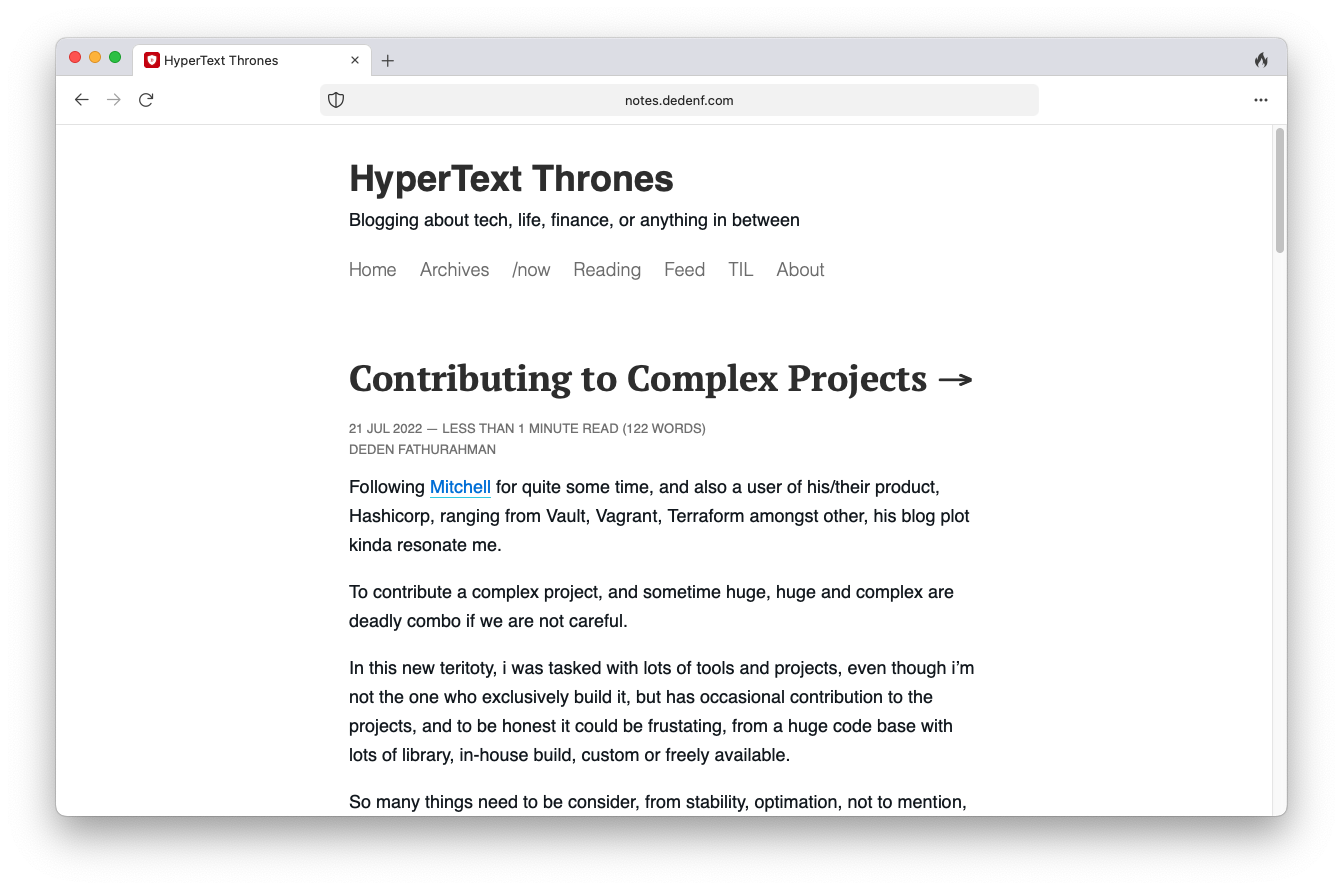 HyperText Thrones
notes.dedenf.com
HyperText Thrones
Blogging about tech, life, finance, or anything in between
Home Archives /now Reading Feed TIL About
Contributing to Complex Projects →
21 JUL 2022 — LESS THAN 1 MINUTE READ (122 WORDS)
DEDEN FATHURAHMAN
Following Mitchell for quite some time, and also a user of his/their product,
Hashicorp, ranging from Vault, Vagrant, Terraform amongst other, his blog plot
kinda resonate me.
To contribute a complex project, and sometime huge, huge and complex are
deadly combo if we are not careful.
In this new teritoty, i was tasked with lots of tools and projects, even though i’m
not the one who exclusively build it, but has occasional contribution to the
projects, and to be honest it could be frustating, from a huge code base with
lots of library, in-house build, custom or freely available.
So many things need to be consider, from stability, optimation, not to mention,